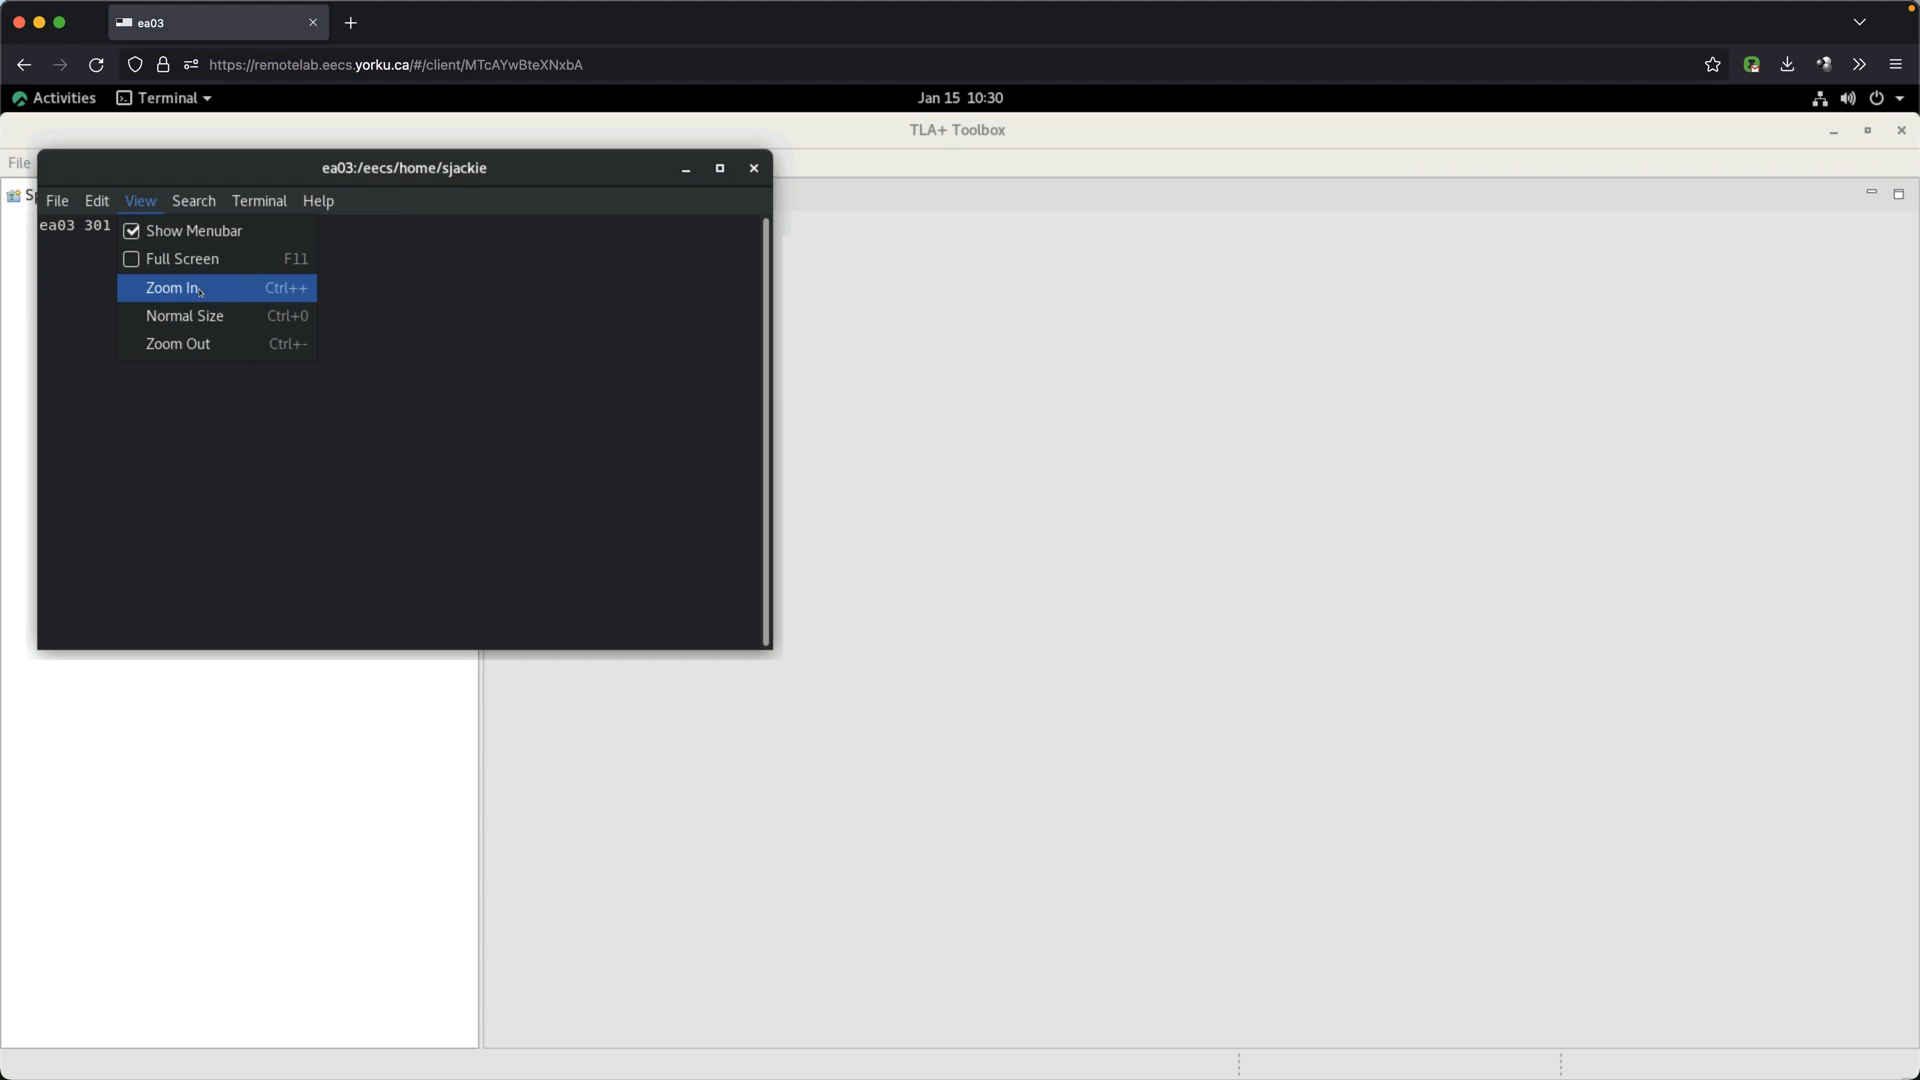 ea03
https://remotelab.eecs.yorku.ca/#/client/MTcAYwBteXNxbA
Activities Terminal Jan 15 10:30
TLA+ Toolbox
File
ea03:/eecs/home/sjackie
File Edit View Search Terminal Help
ea03 301
Show Menubar
Full Screen F11
Zoom In Ctrl++
Normal Size Ctrl+0
Zoom Out Ctrl+-